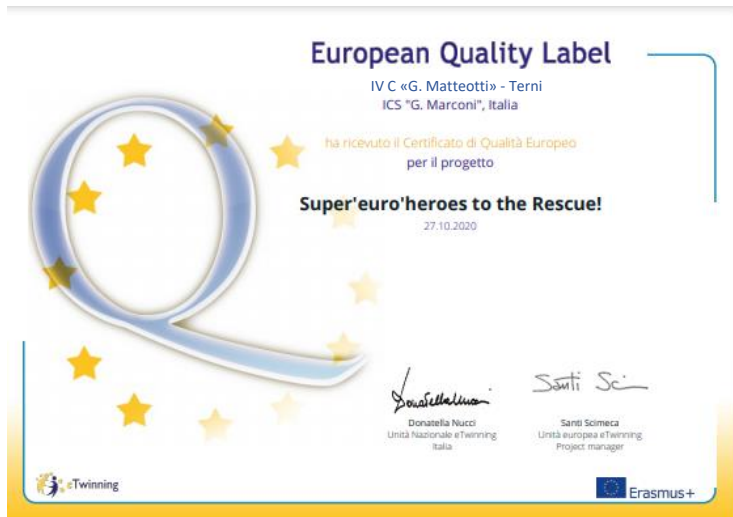 European Quality Label
IV C «G. Matteotti» - Terni
ICS "G. Marconi", Italia
ha ricevuto il Certificato di Qualità Europeo
per il progetto
Super'euro'heroes to the Rescue!
27.10.2020
Donatella Nucci
Unità Nazionale eTwinning
Italia
Santi Scimeca
Unità europea eTwinning
Project manager
eTwinning
Erasmus+